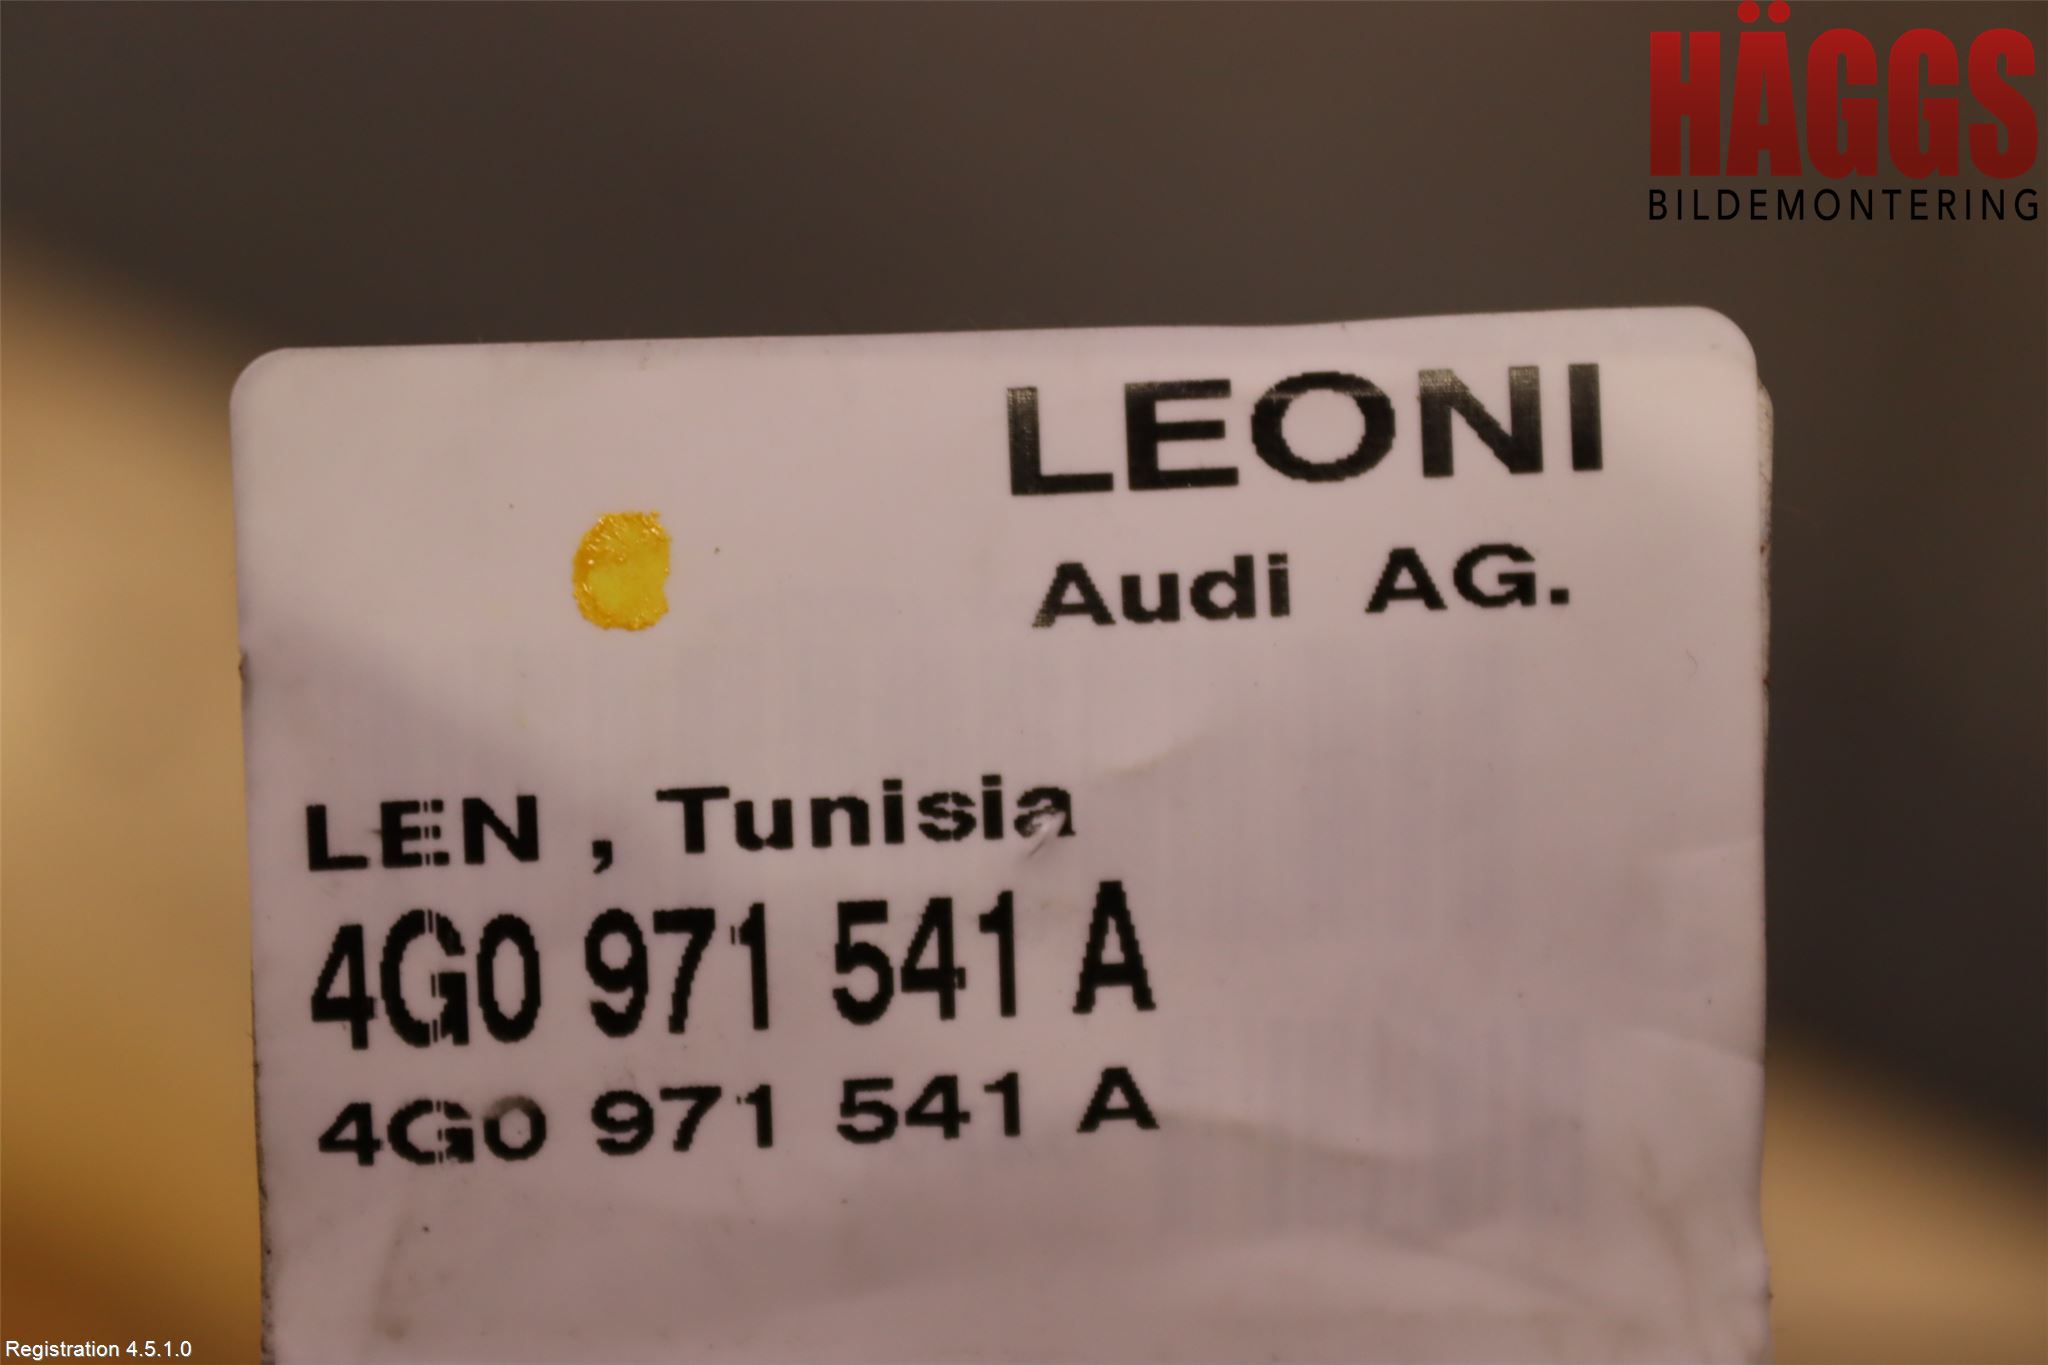 HÄGGS
BILDEMONTERING
LEONI
Audi AG.
LEN , Tunisia
4G0 971 541 A
4G0 971 541 A
Registration 4.5.1.0